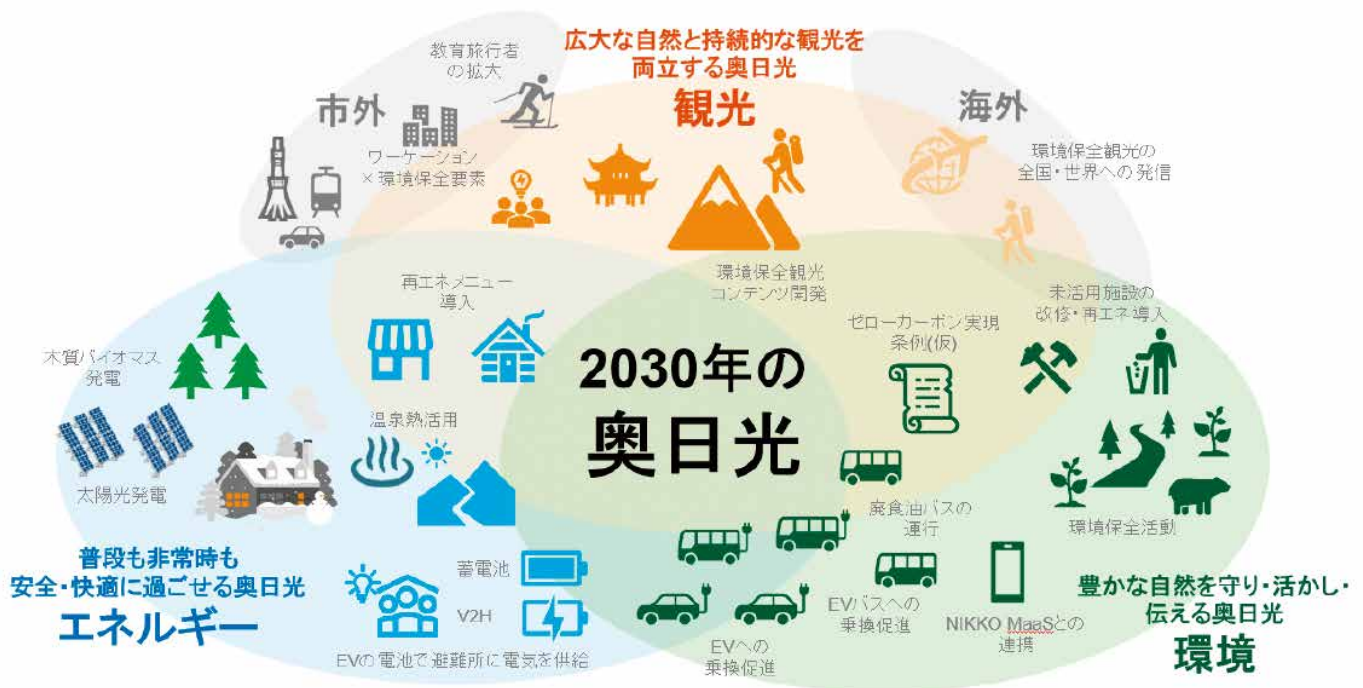 広大な自然と持続的な観光を
両立する奥日光
観光
市外
教育旅行者
の拡大
ワーケーション
×環境保全要素
海外
環境保全観光の
全国・世界への発信
環境保全観光
コンテンツ開発
再エネメニュー
導入
未活用施設の
改修・再エネ導入
ゼローカーボン実現
条例(仮)
木質バイオマス
発電
2030年の
奥日光
温泉熱活用
太陽光発電
廃食油バスの
運行
環境保全活動
普段も非常時も
安全・快適に過ごせる奥日光
エネルギー
蓄電池
V2H
EVの電池で避難所に電気を供給
EVへの
乗換促進
EVバスへの
乗換促進
NIKKO MaaSとの
連携
豊かな自然を守り・活かし・
伝える奥日光
環境